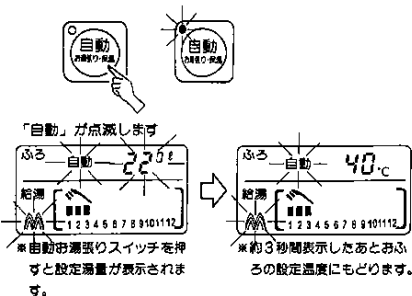 自動
お湯張り・保温
自動
お湯張り・保温
「自動」が点滅します
ふろ 自動 220ℓ
給湯
1 2 3 4 5 6 7 8 9 10 11 12
※自動お湯張りスイッチを押
すと設定湯量が表示されま
す。
ふろ 自動 40℃
給湯
1 2 3 4 5 6 7 8 9 10 11 12
※約3秒間表示したあとおふ
ろの設定温度にもどります。